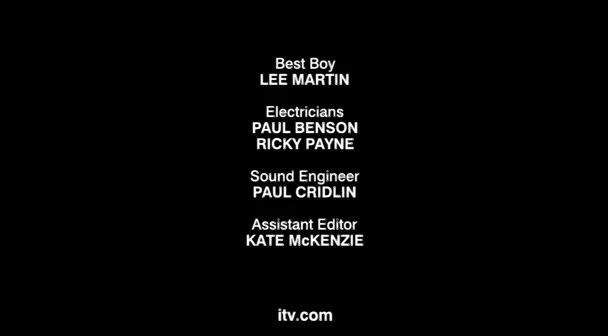 Best Boy
LEE MARTIN
Electricians
PAUL BENSON
RICKY PAYNE
Sound Engineer
PAUL CRIDLIN
Assistant Editor
KATE McKENZIE
itv.com